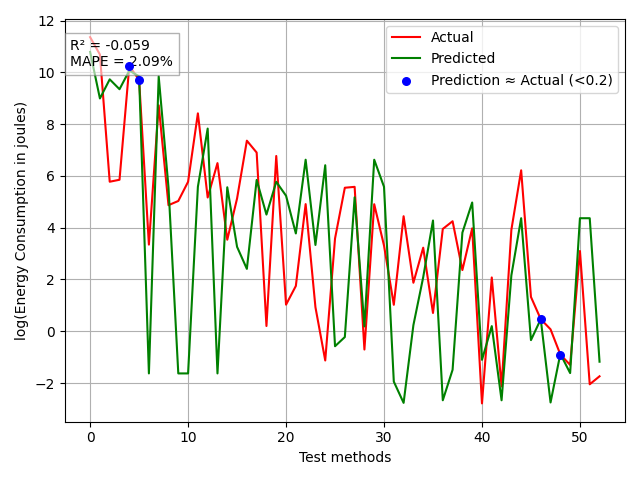 R² = -0.059
MAPE = 2.09%
Actual
Predicted
Prediction ≈ Actual (<0.2)
log(Energy Consumption in joules)
12
10
8
6
4
2
0
−2
0
10
20
30
40
50
Test methods